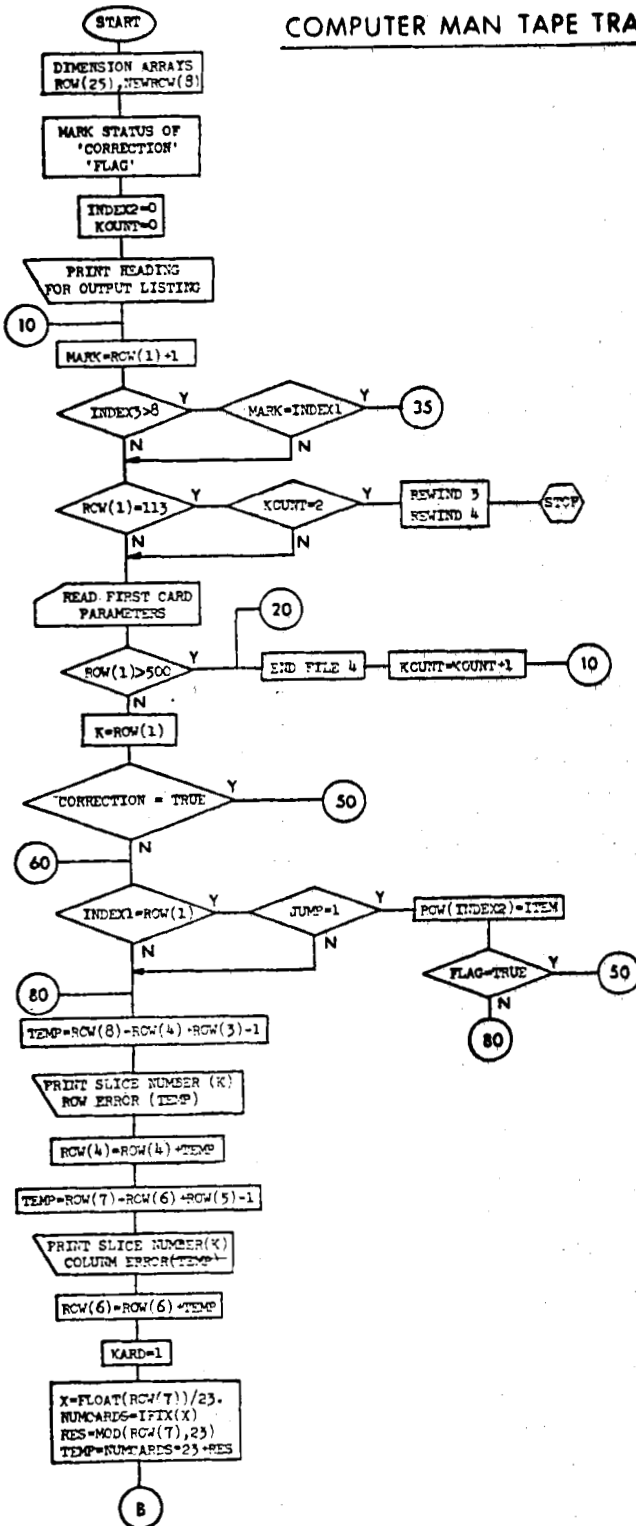 COMPUTER MAN TAPE TRA
START
DIMENSION ARRAYS
ROW(25),NEWROW(8)
MARK STATUS OF
'CORRECTION'
'FLAG'
INDEX2=0
KOUNT=0
PRINT HEADING
FOR OUTPUT LISTING
10
MARK=ROW(1)+1
INDEX3>8
Y
MARK=INDEX1
Y
35
N
N
ROW(1)=113
Y
KOUNT=2
Y
REWIND 3
REWIND 4
STOP
N
N
READ FIRST CARD
PARAMETERS
20
ROW(1)>500
Y
END FILE 4
KOUNT=KOUNT+1
10
N
K=ROW(1)
CORRECTION = TRUE
Y
50
N
60
INDEX1=ROW(1)
Y
JUMP=1
Y
ROW(INDEX2)=ITEM
N
N
FLAG=TRUE
Y
50
N
80
80
TEMP=ROW(8)-ROW(4)+ROW(3)-1
PRINT SLICE NUMBER (K)
ROW ERROR (TEMP)
ROW(4)=ROW(4)+TEMP
TEMP=ROW(7)-ROW(6)+ROW(5)-1
PRINT SLICE NUMBER(K)
COLUMN ERROR(TEMP)
ROW(6)=ROW(6)+TEMP
KARD=1
X=FLOAT(ROW(7))/23.
NUMCARDS=IFIX(X)
RES=MOD(ROW(7),23)
TEMP=NUMCARDS*23+RES
B